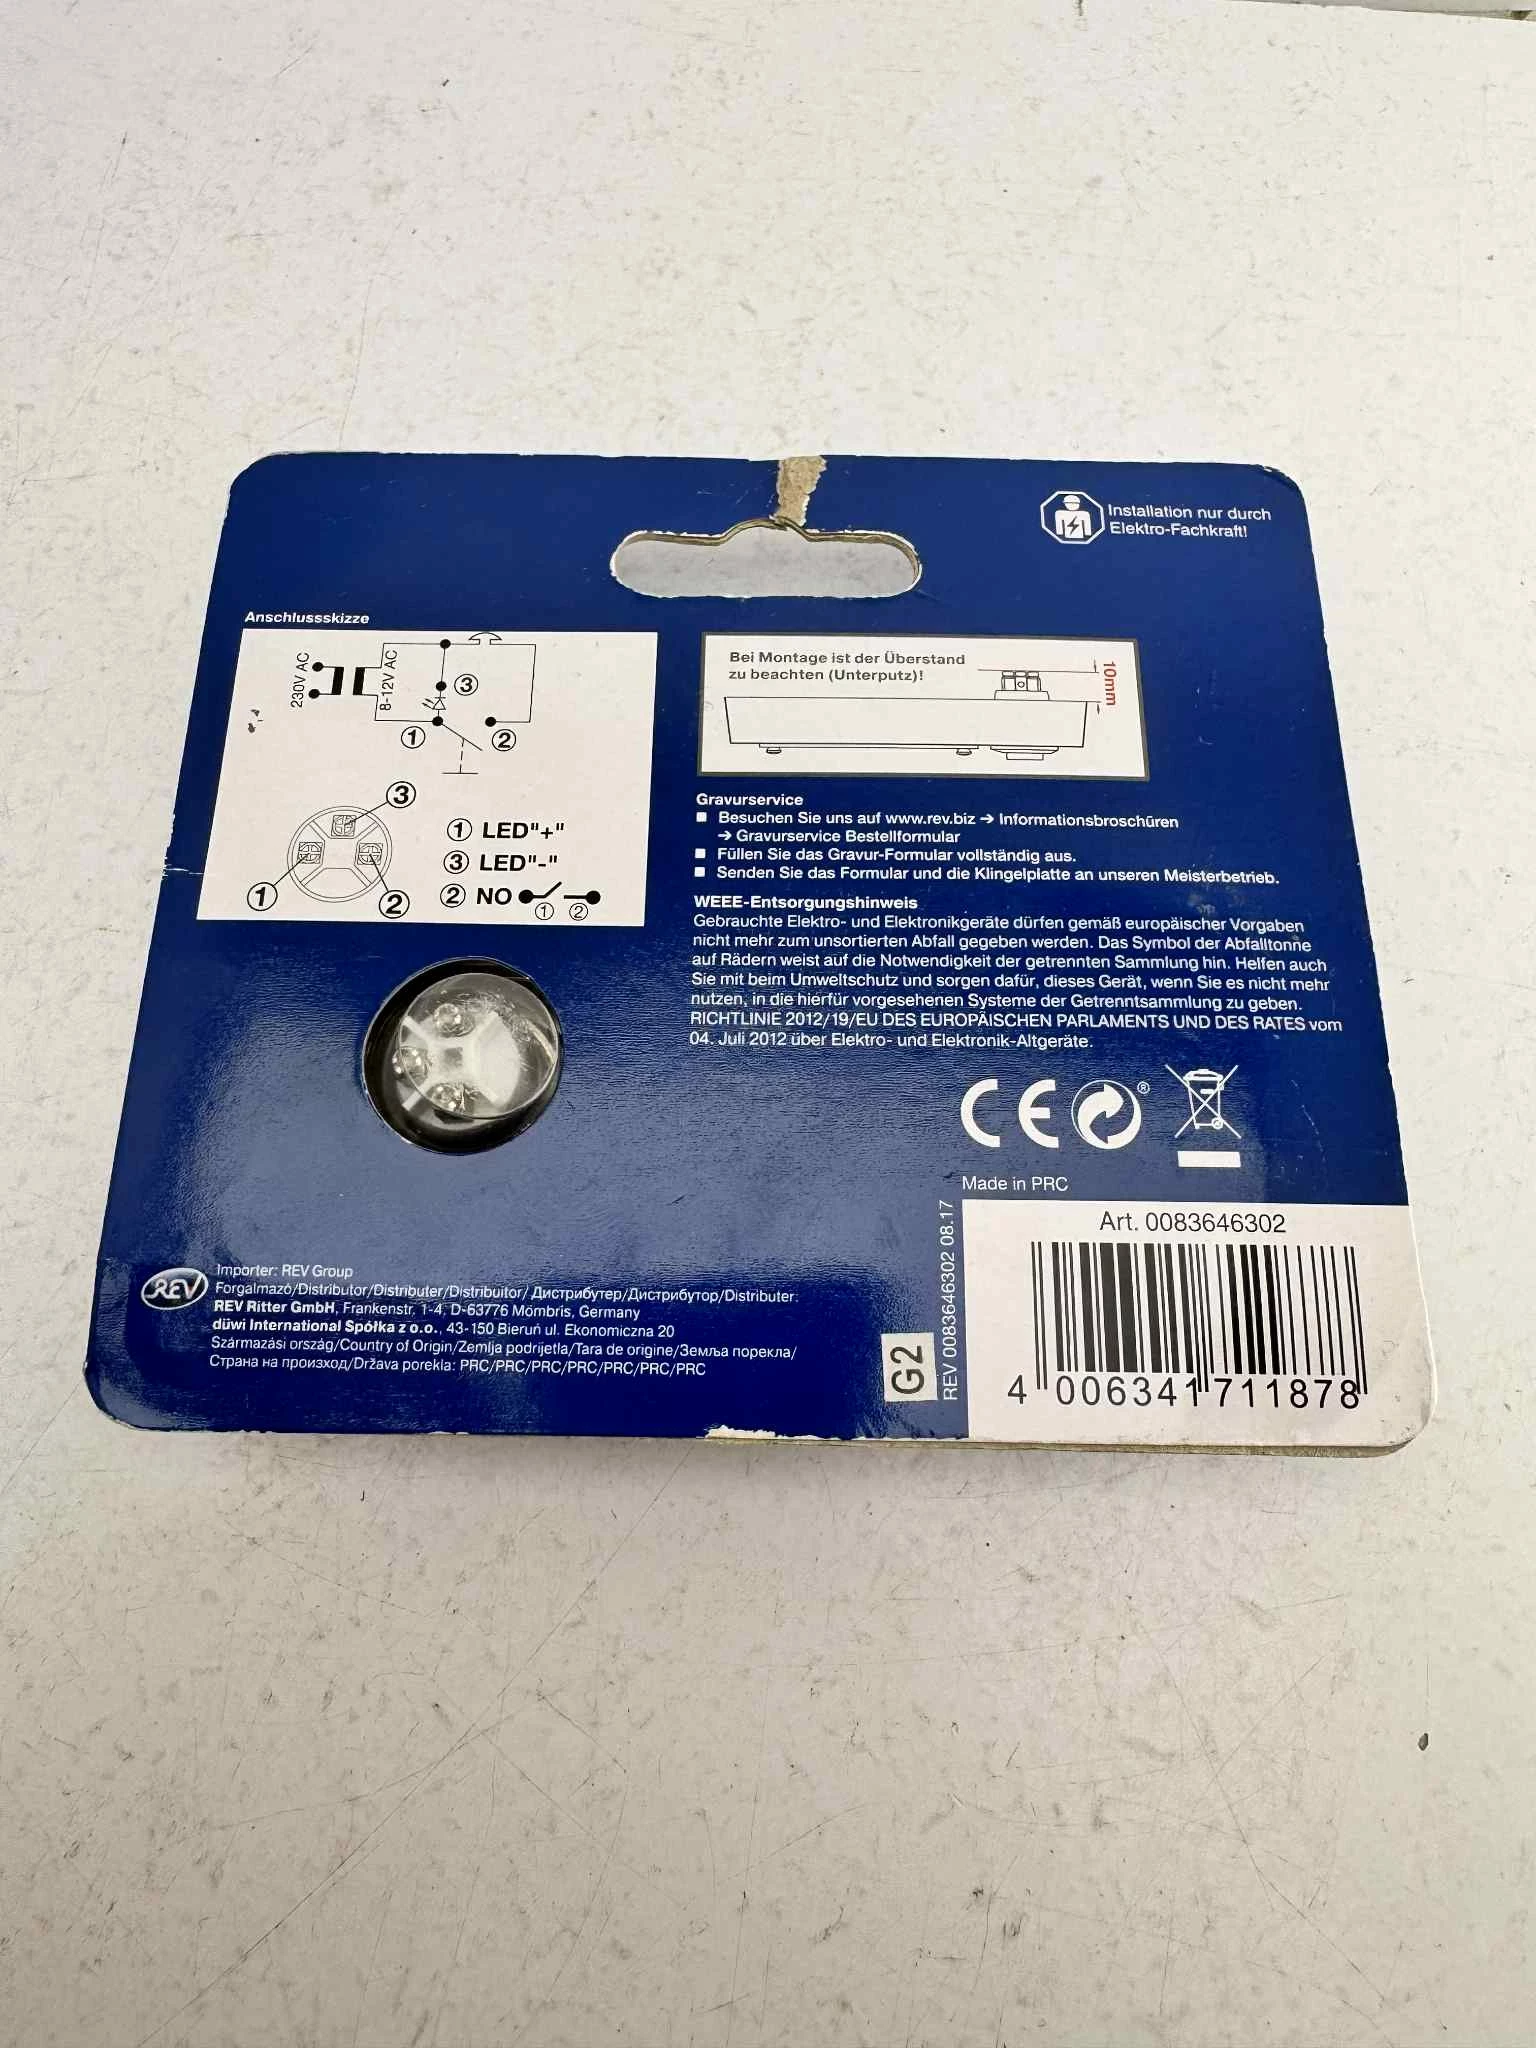 Installation nur durch
Elektro-Fachkraft!
Anschlussskizze
230V AC
8-12V AC
3
1
2
3
1
2
1 LED"+"
3 LED"-"
2 NO
1 2
Bei Montage ist der Überstand
zu beachten (Unterputz)!
10mm
Gravurservice
Besuchen Sie uns auf www.rev.biz → Informationsbroschüren
→ Gravurservice Bestellformular
Füllen Sie das Gravur-Formular vollständig aus.
Senden Sie das Formular und die Klingelplatte an unseren Meisterbetrieb.
WEEE-Entsorgungshinweis
Gebrauchte Elektro- und Elektronikgeräte dürfen gemäß europäischer Vorgaben
nicht mehr zum unsortierten Abfall gegeben werden. Das Symbol der Abfalltonne
auf Rädern weist auf die Notwendigkeit der getrennten Sammlung hin. Helfen auch
Sie mit beim Umweltschutz und sorgen dafür, dieses Gerät, wenn Sie es nicht mehr
nutzen, in die hierfür vorgesehenen Systeme der Getrenntsammlung zu geben.
RICHTLINIE 2012/19/EU DES EUROPÄISCHEN PARLAMENTS UND DES RATES vom
04. Juli 2012 über Elektro- und Elektronik-Altgeräte.
CE ®
Made in PRC
Art. 0083646302
REV 0083646302 08.17
4 006341 711878
G2
REV
Importer: REV Group
Forgalmazó/Distributor/Distributer/Distribuitor/ Дистрибутер/Дистрибутор/Distributer:
REV Ritter GmbH, Frankenstr. 1-4, D-63776 Mömbris, Germany
düwi International Spółka z o.o., 43-150 Bieruń ul. Ekonomiczna 20
Származási ország/Country of Origin/Zemlja podrijetla/Tara de origine/Земља порекла/
Страна на произход/Država porekla: PRC/PRC/PRC/PRC/PRC/PRC/PRC